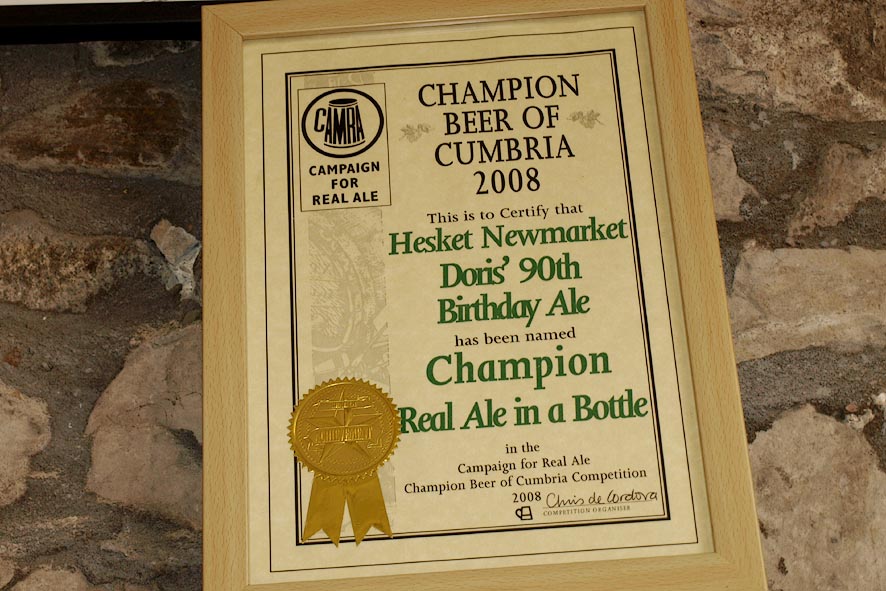 CAMRA
CAMPAIGN
FOR
REAL ALE
CHAMPION
BEER OF
CUMBRIA
2008
This is to Certify that
Hesket Newmarket
Doris' 90th
Birthday Ale
has been named
Champion
Real Ale in a Bottle
in the
Campaign for Real Ale
Champion Beer of Cumbria Competition
2008 Chris de Cordova
COMPETITION ORGANISER